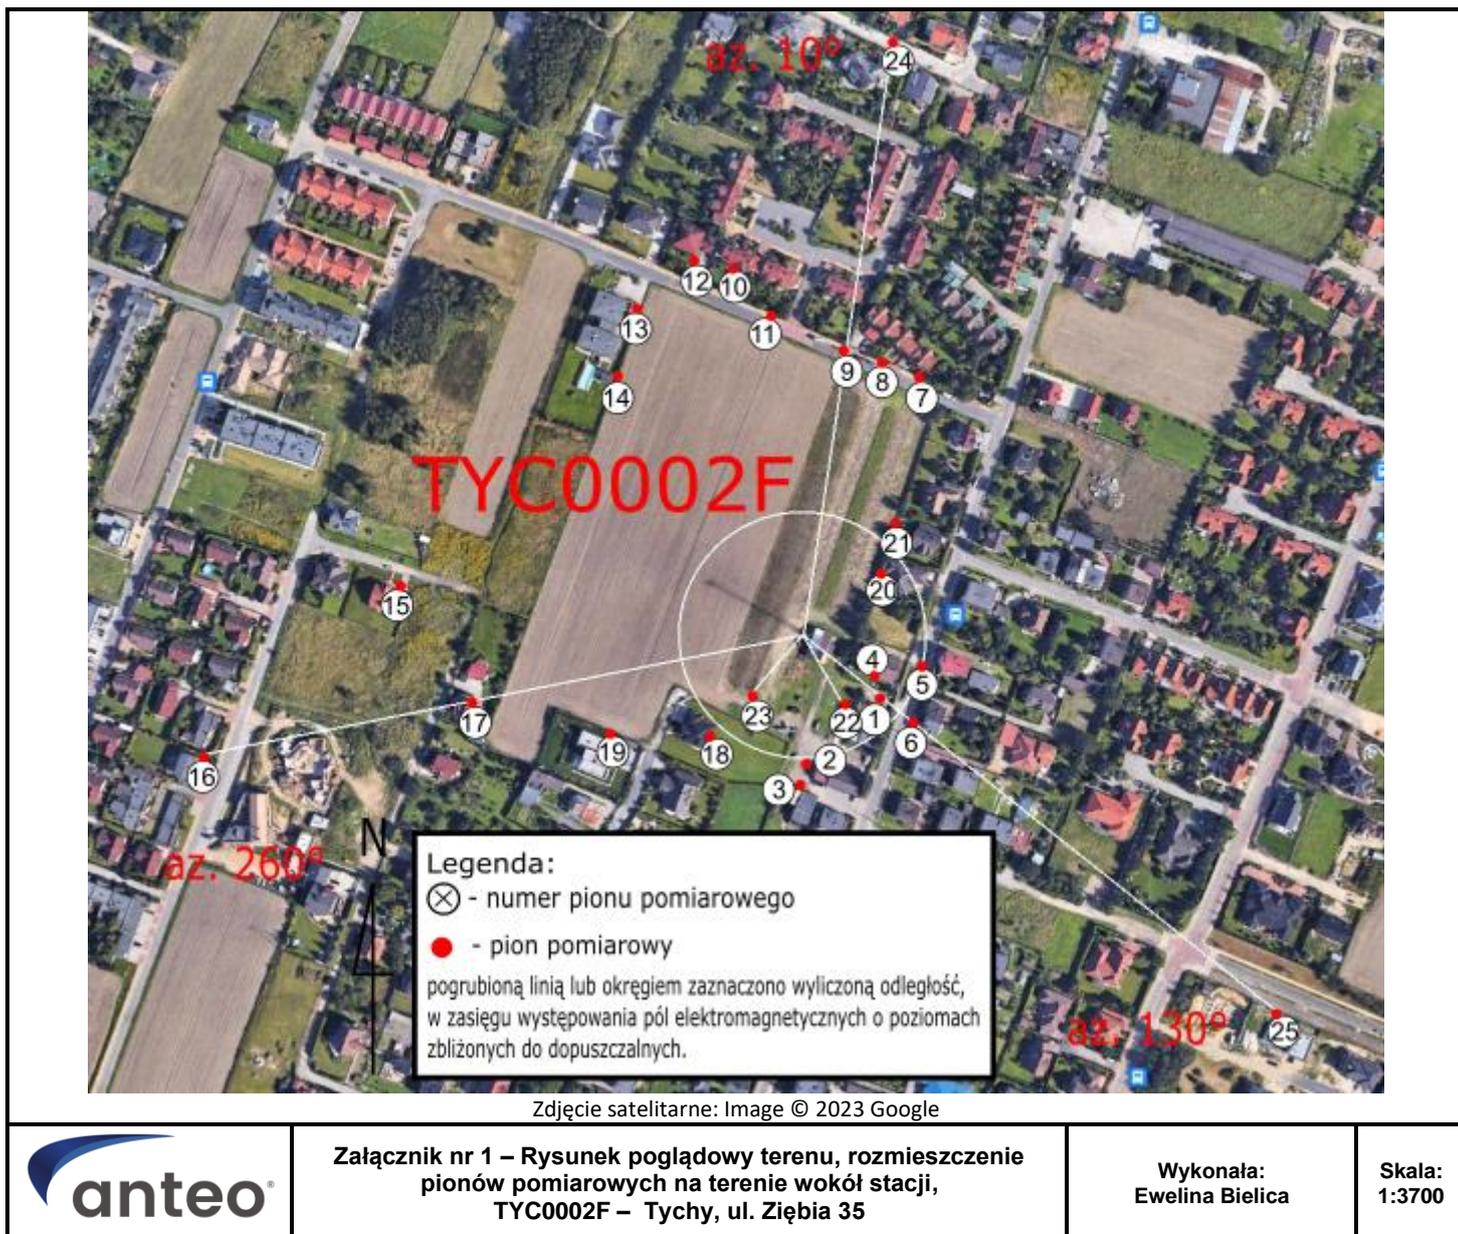 az. 10°
24
12
10
13
11
9
8
7
14
TYC0002F
21
20
15
4
5
17
23
22
1
6
19
18
2
16
3
N
az. 260°
Legenda:
- numer pionu pomiarowego
- pion pomiarowy
pogrubioną linią lub okręgiem zaznaczono wyliczoną odległość,
w zasięgu występowania pól elektromagnetycznych o poziomach
zbliżonych do dopuszczalnych.
az. 130°
25
Zdjęcie satelitarne: Image © 2023 Google
anteo®
Załącznik nr 1 – Rysunek poglądowy terenu, rozmieszczenie
pionów pomiarowych na terenie wokół stacji,
TYC0002F – Tychy, ul. Ziębia 35
Wykonała:
Ewelina Bielica
Skala:
1:3700